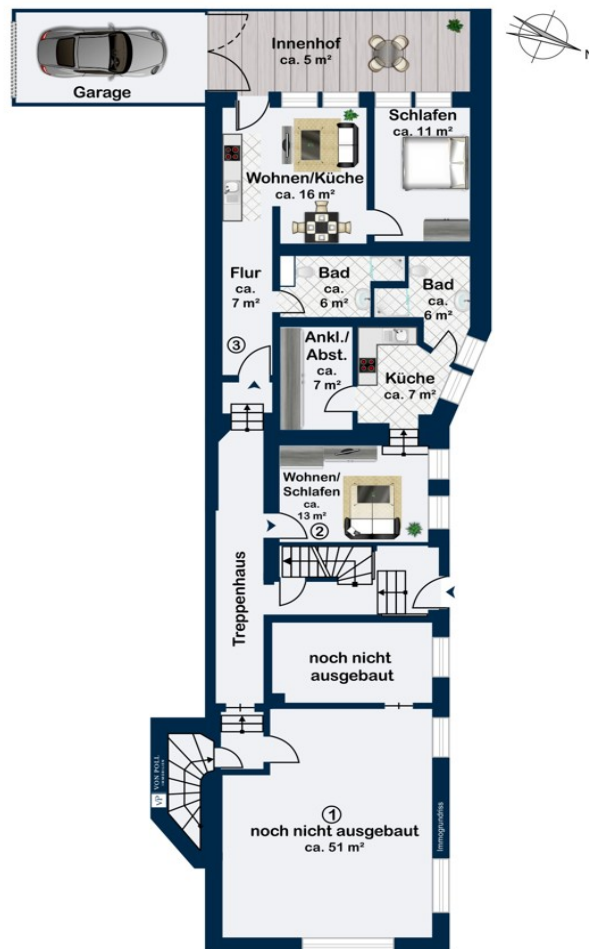 Innenhof
ca. 5 m²
N
Garage
Schlafen
ca. 11 m²
Wohnen/Küche
ca. 16 m²
Flur
ca.
7 m²
Bad
ca.
6 m²
Bad
ca.
6 m²
3
Ankl./
Abst.
ca.
7 m²
Küche
ca. 7 m²
Wohnen/
Schlafen
ca.
13 m²
2
Treppenhaus
noch nicht
ausgebaut
VP VON POLL
IMMOBILIEN
1
noch nicht ausgebaut
ca. 51 m²
Immogrundriss